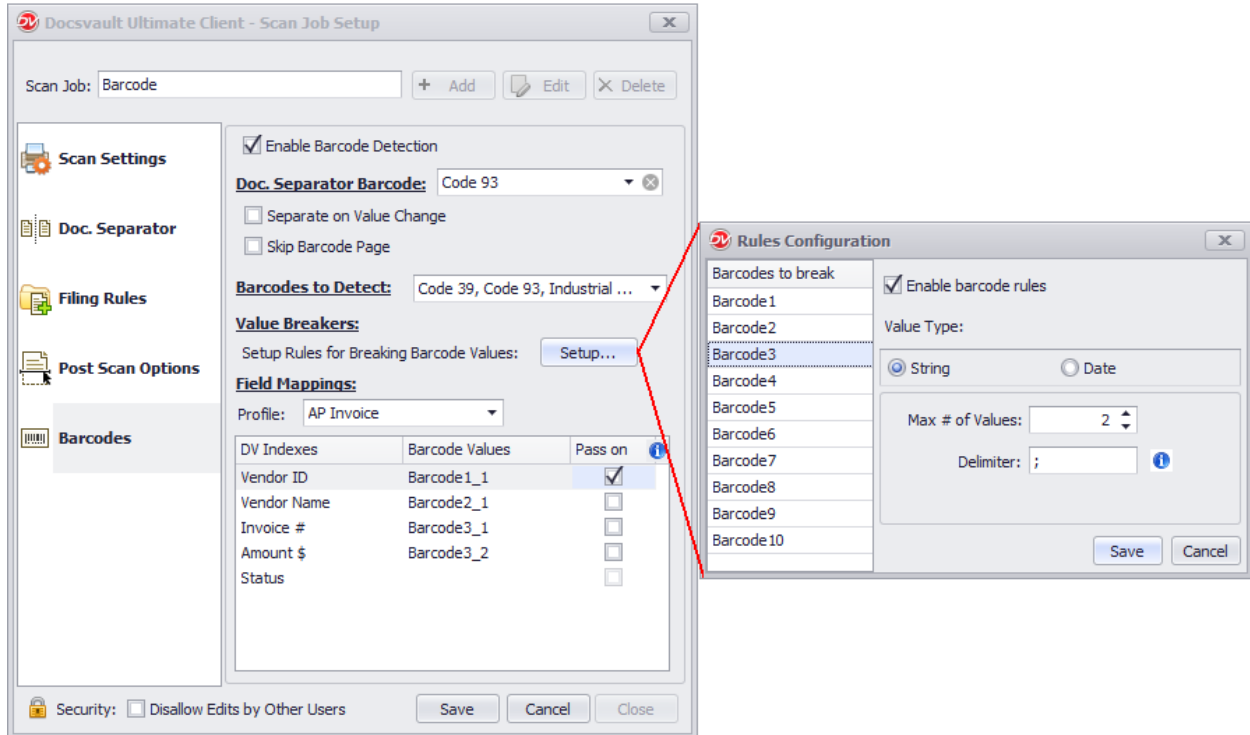 Docsvault Ultimate Client - Scan Job Setup
Scan Job: Barcode + Add Edit Delete
Scan Settings
Doc. Separator
Filing Rules
Post Scan Options
Barcodes
Enable Barcode Detection
Doc. Separator Barcode: Code 93
Separate on Value Change
Skip Barcode Page
Barcodes to Detect: Code 39, Code 93, Industrial ...
Value Breakers:
Setup Rules for Breaking Barcode Values: Setup...
Field Mappings:
Profile: AP Invoice
DV Indexes Barcode Values Pass on
Vendor ID Barcode1_1
Vendor Name Barcode2_1
Invoice # Barcode3_1
Amount $ Barcode3_2
Status
Security: Disallow Edits by Other Users Save Cancel Close
Rules Configuration
Barcodes to break
Barcode1
Barcode2
Barcode3
Barcode4
Barcode5
Barcode6
Barcode7
Barcode8
Barcode9
Barcode10
Enable barcode rules
Value Type:
String Date
Max # of Values: 2
Delimiter: ;
Save Cancel